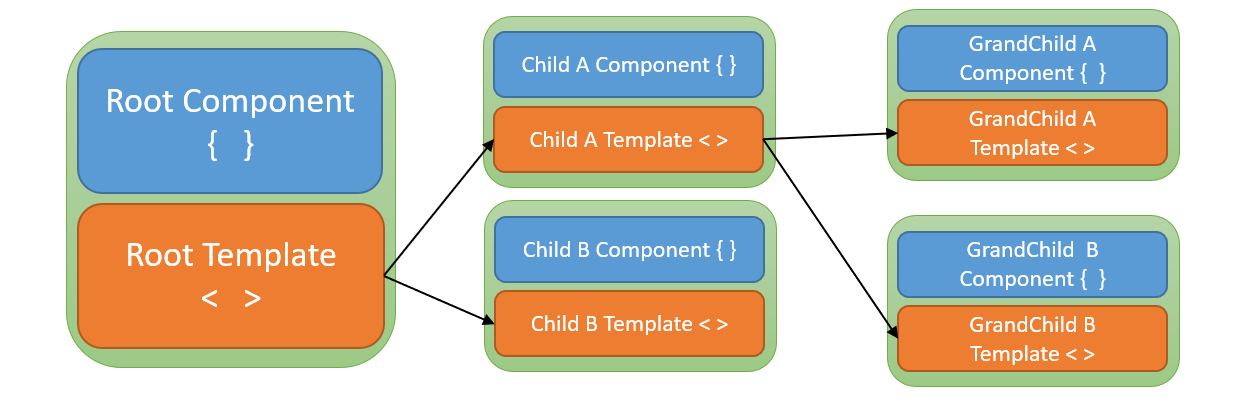 Root Component
{ }
Root Template
< >
Child A Component { }
Child A Template < >
Child B Component { }
Child B Template < >
GrandChild A
Component { }
GrandChild A
Template < >
GrandChild B
Component { }
GrandChild B
Template < >